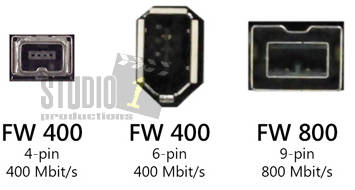 STUDIO 1
productions
FW 400 FW 400 FW 800
4-pin 6-pin 9-pin
400 Mbit/s 400 Mbit/s 800 Mbit/s